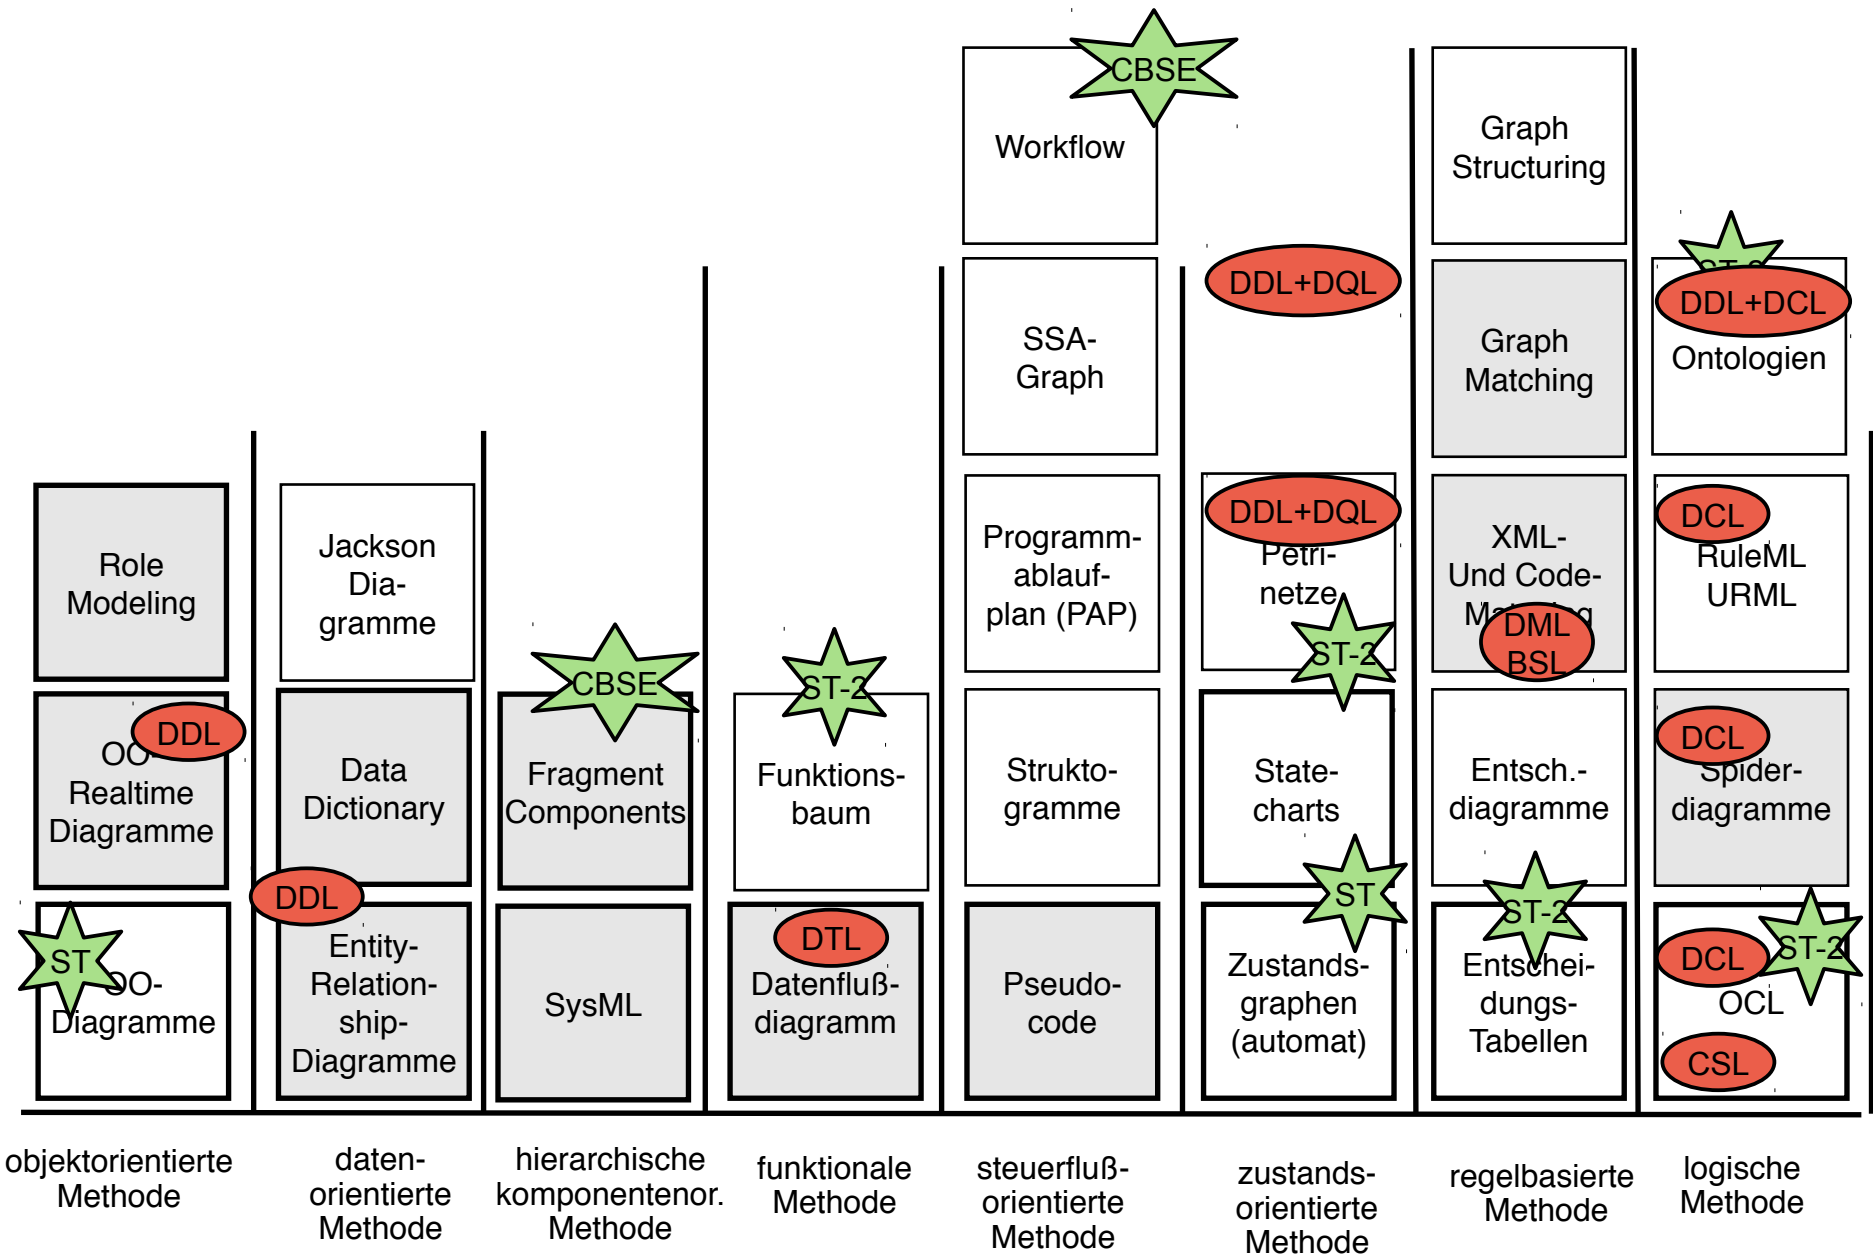 CBSE
Workflow
Graph
Structuring
DDL+DQL
SSA-
Graph
Graph
Matching
DDL+DCL
Ontologien
Role
Modeling
Jackson
Dia-
gramme
CBSE
ST-2
Programm-
ablauf-
plan (PAP)
DDL+DQL
Petri-
netze
ST-2
XML-
Und Code-
DML
BSL
DCL
RuleML
URML
DDL
OO-
Realtime
Diagramme
Data
Dictionary
Fragment
Components
Funktions-
baum
Strukto-
gramme
State-
charts
Entsch.-
diagramme
DCL
Spider-
diagramme
ST
OO-
Diagramme
DDL
Entity-
Relation-
ship-
Diagramme
SysML
DTL
Datenfluß-
diagramm
Pseudo-
code
ST
Zustands-
graphen
(automat)
ST-2
Entschei-
dungs-
Tabellen
DCL
ST-2
OCL
CSL
objektorientierte
Methode
daten-
orientierte
Methode
hierarchische
komponentenor.
Methode
funktionale
Methode
steuerfluß-
orientierte
Methode
zustands-
orientierte
Methode
regelbasierte
Methode
logische
Methode